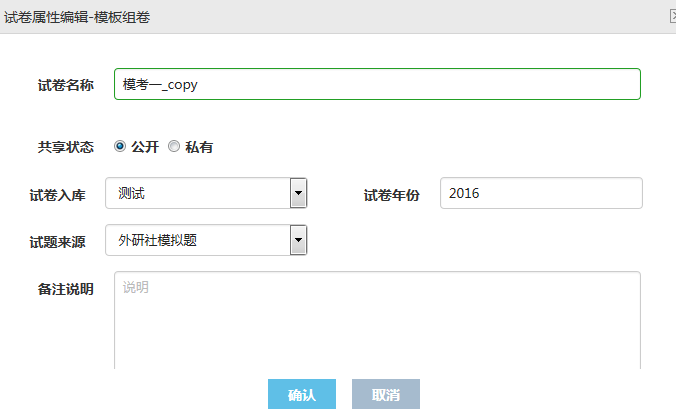 试卷属性编辑-模板组卷
试卷名称 模考一_copy
共享状态 公开 私有
试卷入库 测试 试卷年份 2016
试题来源 外研社模拟题
备注说明 说明
确认 取消